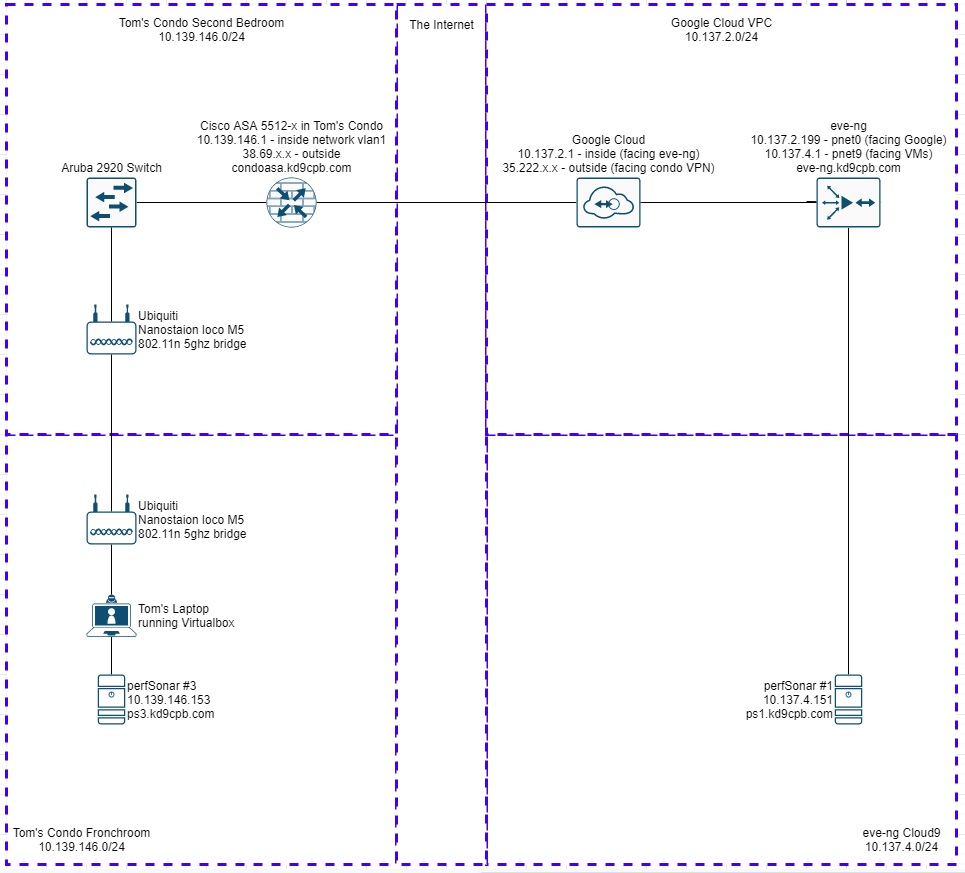 Tom's Condo Second Bedroom
10.139.146.0/24
The Internet
Google Cloud VPC
10.137.2.0/24
Cisco ASA 5512-x in Tom's Condo
10.139.146.1 - inside network vlan1
38.69.x.x - outside
condoasa.kd9cpb.com
Aruba 2920 Switch
Google Cloud
10.137.2.1 - inside (facing eve-ng)
35.222.x.x - outside (facing condo VPN)
eve-ng
10.137.2.199 - pnet0 (facing Google)
10.137.4.1 - pnet9 (facing VMs)
eve-ng.kd9cpb.com
Ubiquiti
Nanostaion loco M5
802.11n 5ghz bridge
Ubiquiti
Nanostaion loco M5
802.11n 5ghz bridge
Tom's Laptop
running Virtualbox
perfSonar #3
10.139.146.153
ps3.kd9cpb.com
perfSonar #1
10.137.4.151
ps1.kd9cpb.com
Tom's Condo Fronchroom
10.139.146.0/24
eve-ng Cloud9
10.137.4.0/24